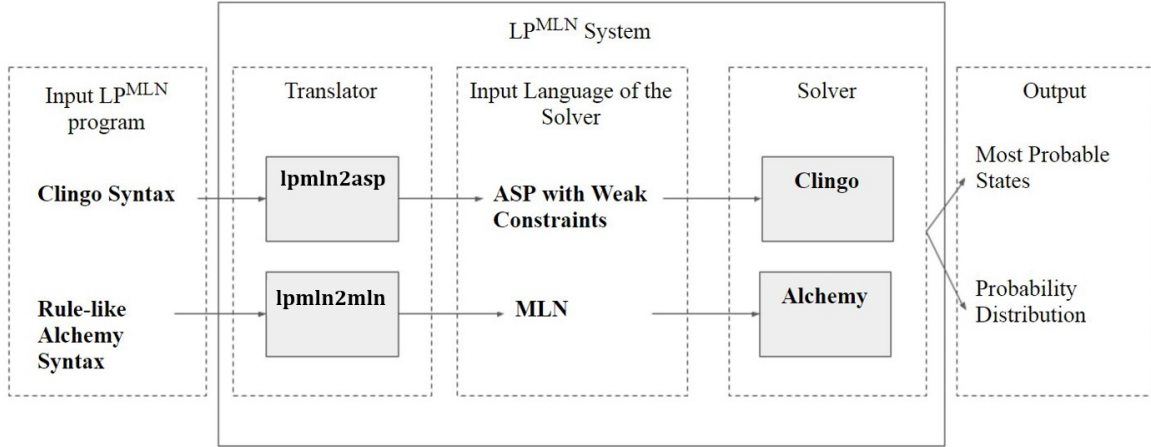 LP^MLN System
Input LP^MLN
program
Translator
Input Language of the
Solver
Solver
Output
Clingo Syntax
lpmln2asp
ASP with Weak
Constraints
Clingo
Most Probable
States
Rule-like
Alchemy
Syntax
lpmln2mln
MLN
Alchemy
Probability
Distribution